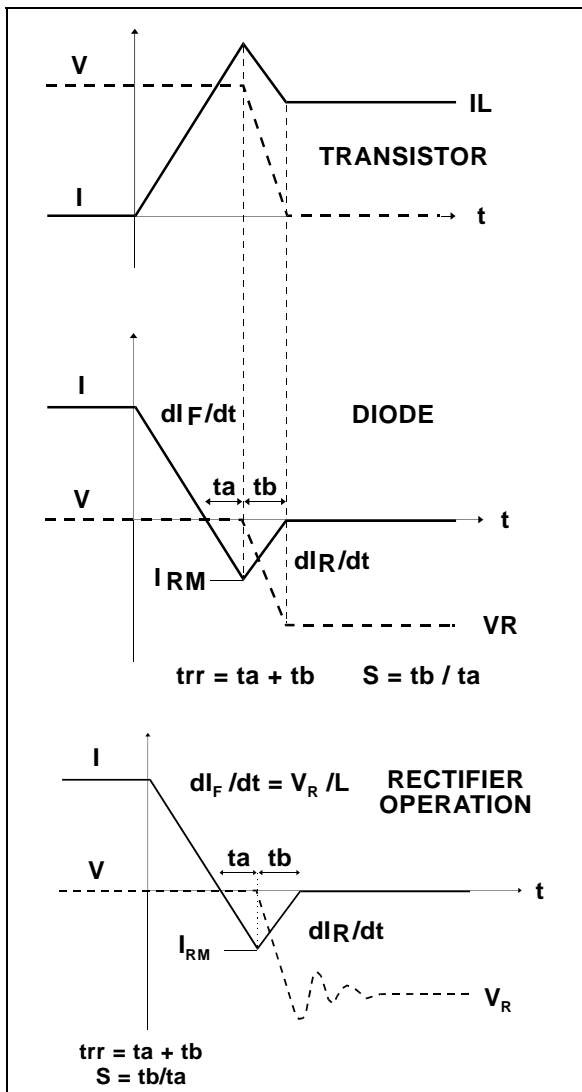 V
IL
TRANSISTOR
I
t
I
dIF/dt
DIODE
ta tb
V
t
IRM
dIR/dt
VR
trr = ta + tb S = tb / ta
I
dIF/dt = VR/L
RECTIFIER
OPERATION
ta tb
V
t
IRM
dIR/dt
VR
trr = ta + tb
S = tb/ta